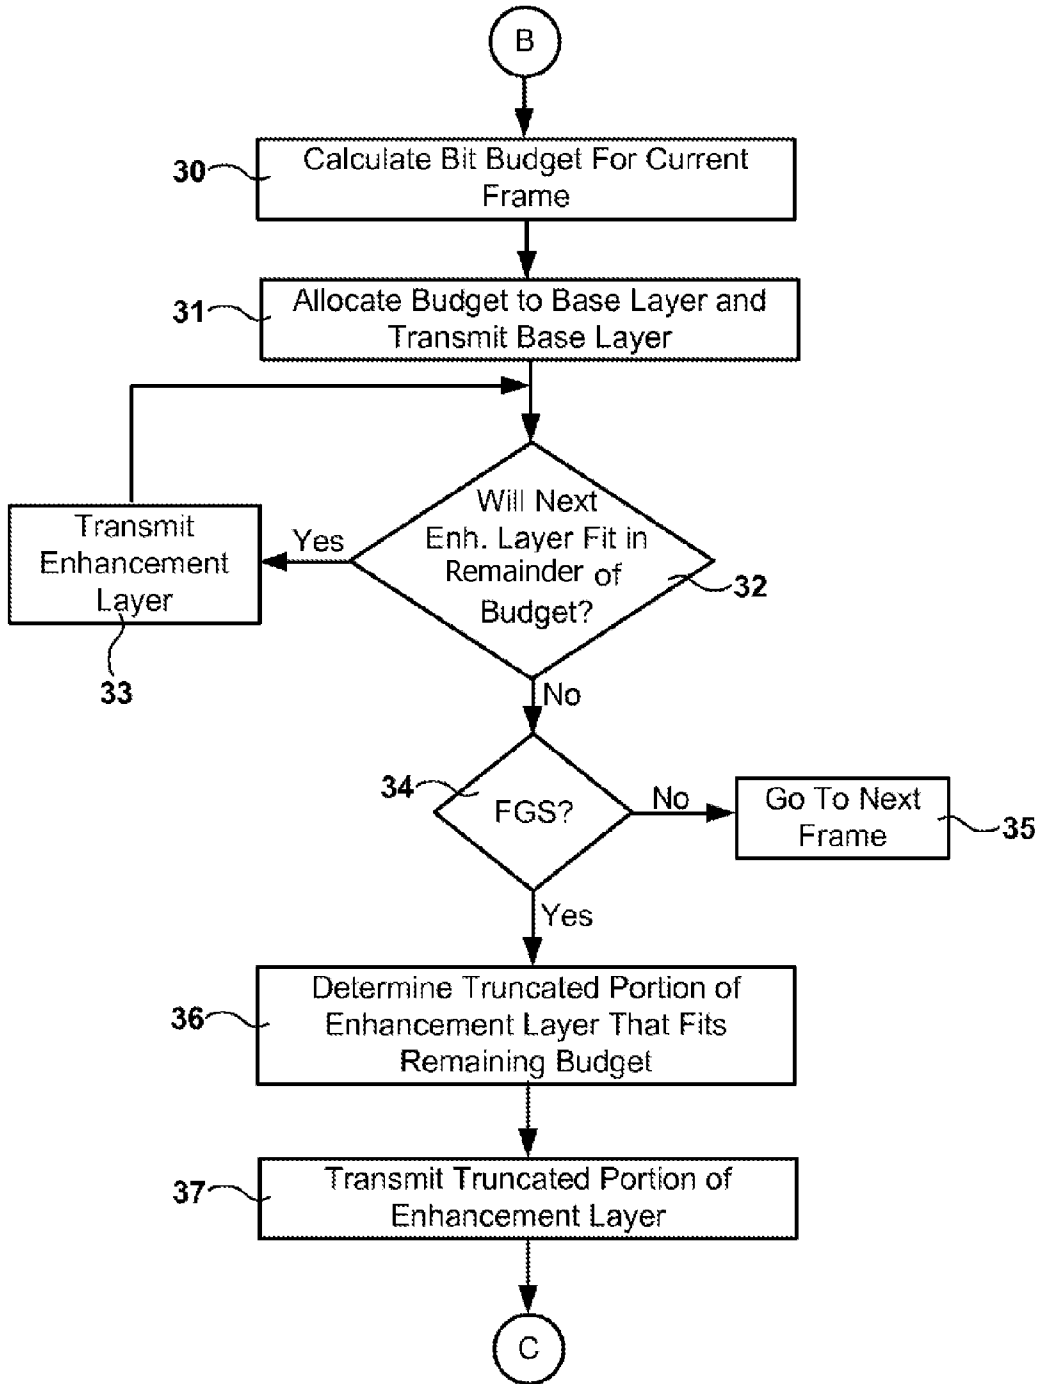 B
30
Calculate Bit Budget For Current
Frame
31
Allocate Budget to Base Layer and
Transmit Base Layer
Will Next
Enh. Layer Fit in
Remainder of
Budget?
32
Yes
Transmit
Enhancement
Layer
33
No
34
FGS?
No
Go To Next
Frame
35
Yes
36
Determine Truncated Portion of
Enhancement Layer That Fits
Remaining Budget
37
Transmit Truncated Portion of
Enhancement Layer
C